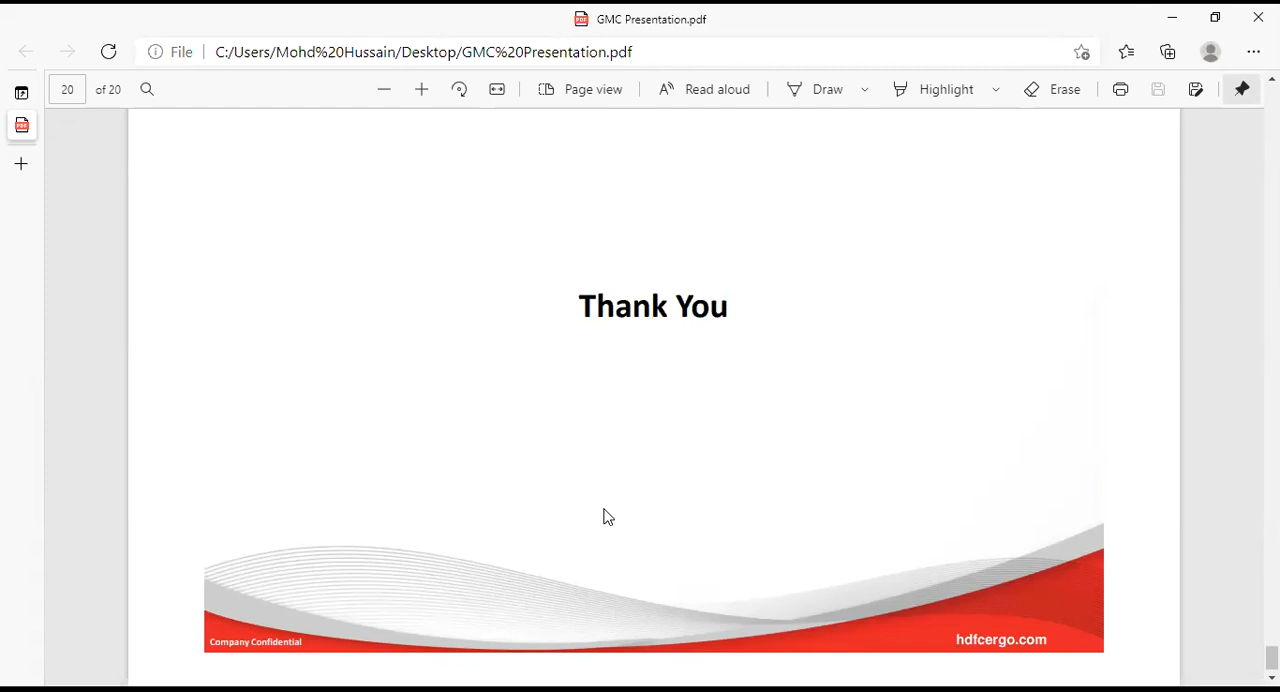 GMC Presentation.pdf
File C:/Users/Mohd%20Hussain/Desktop/GMC%20Presentation.pdf
20 of 20 Page view Read aloud Draw Highlight Erase
Thank You
Company Confidential
hdfcergo.com